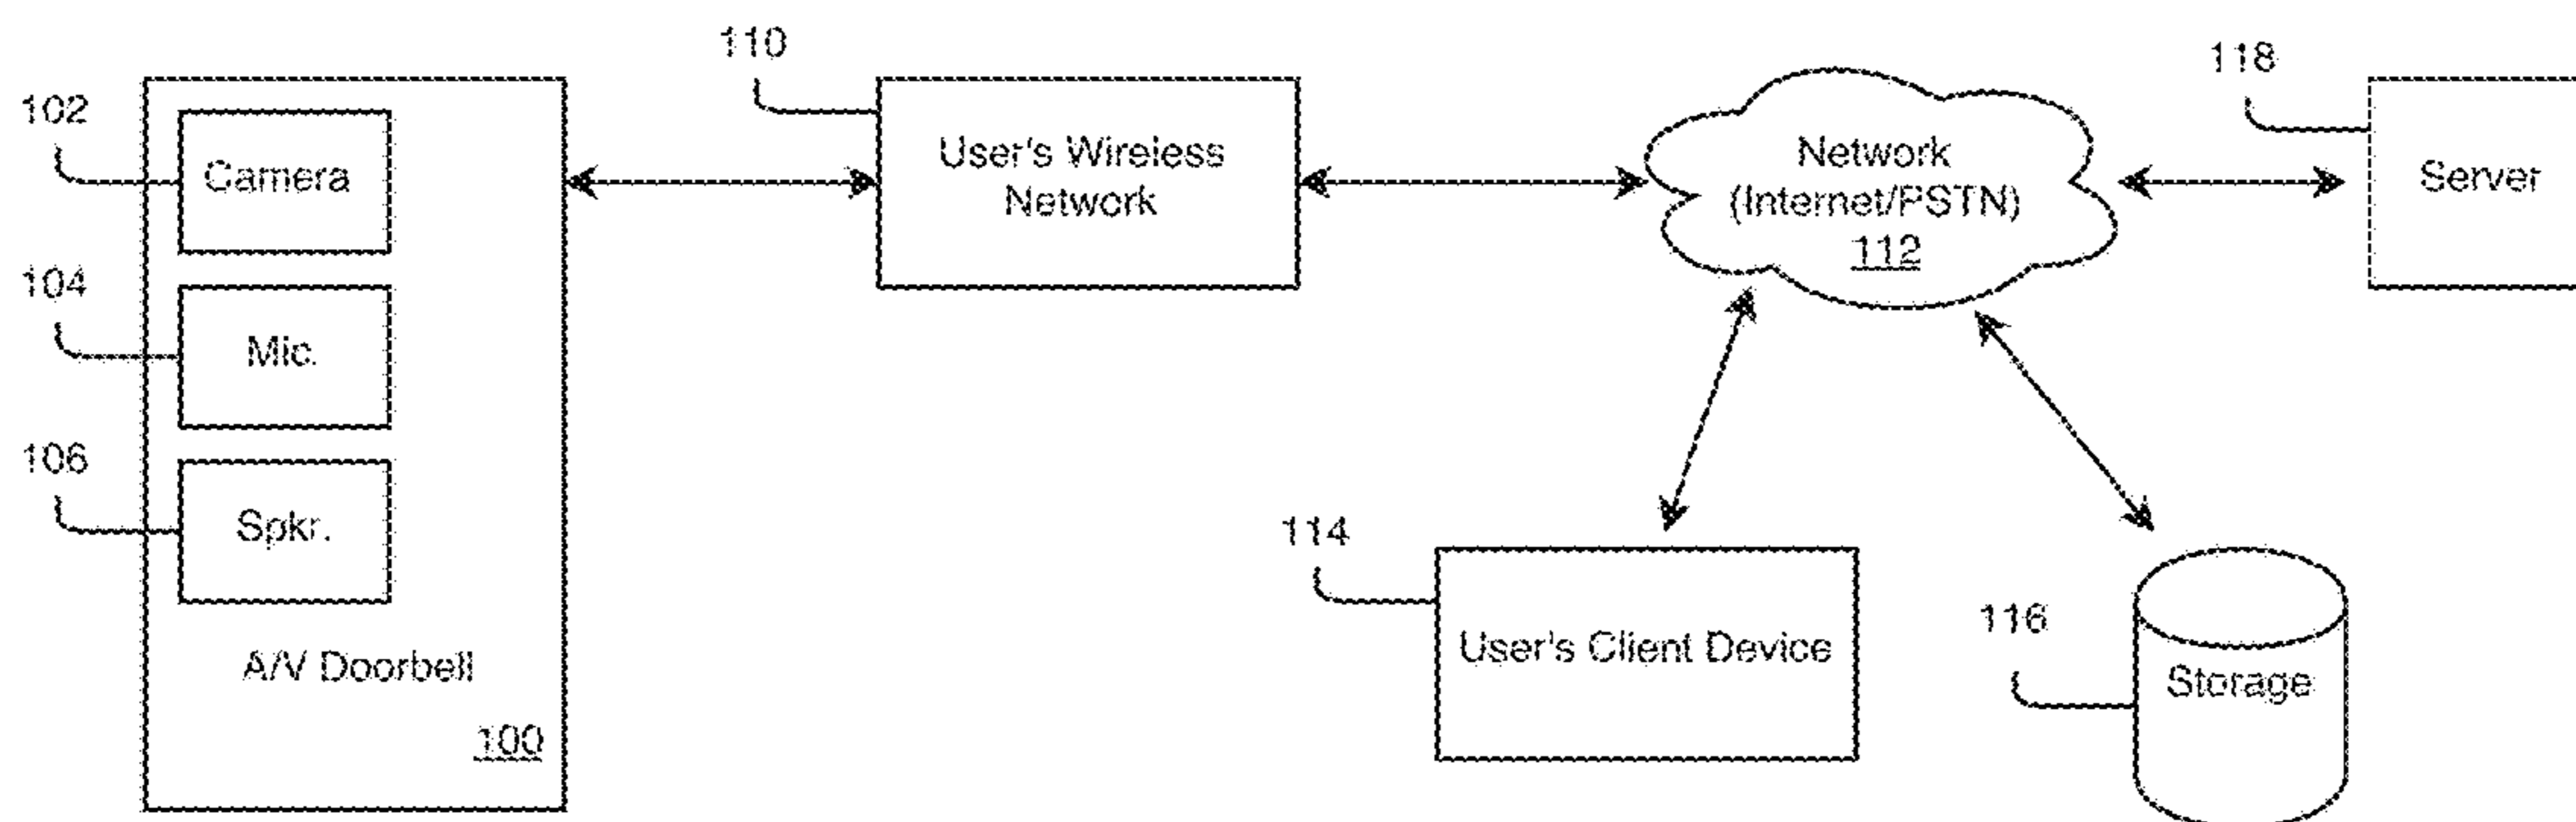 110
118
102
Camera
User's Wireless
Network
Network
(Internet/PSTN)
112
Server
104
Mic.
106
Spkr.
114
User's Client Device
116
Storage
A/V Doorbell
100